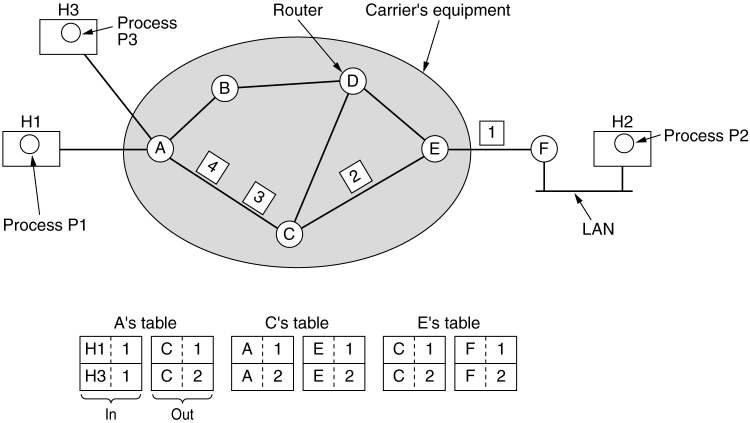 H3
Process
P3
Router
Carrier's equipment
B
D
H1
A
4
3
2
C
E
1
F
H2
Process P2
Process P1
LAN
A's table
C's table
E's table
H1 1 C 1 A 1 E 1 C 1 F 1
H3 1 C 2 A 2 E 2 C 2 F 2
In Out